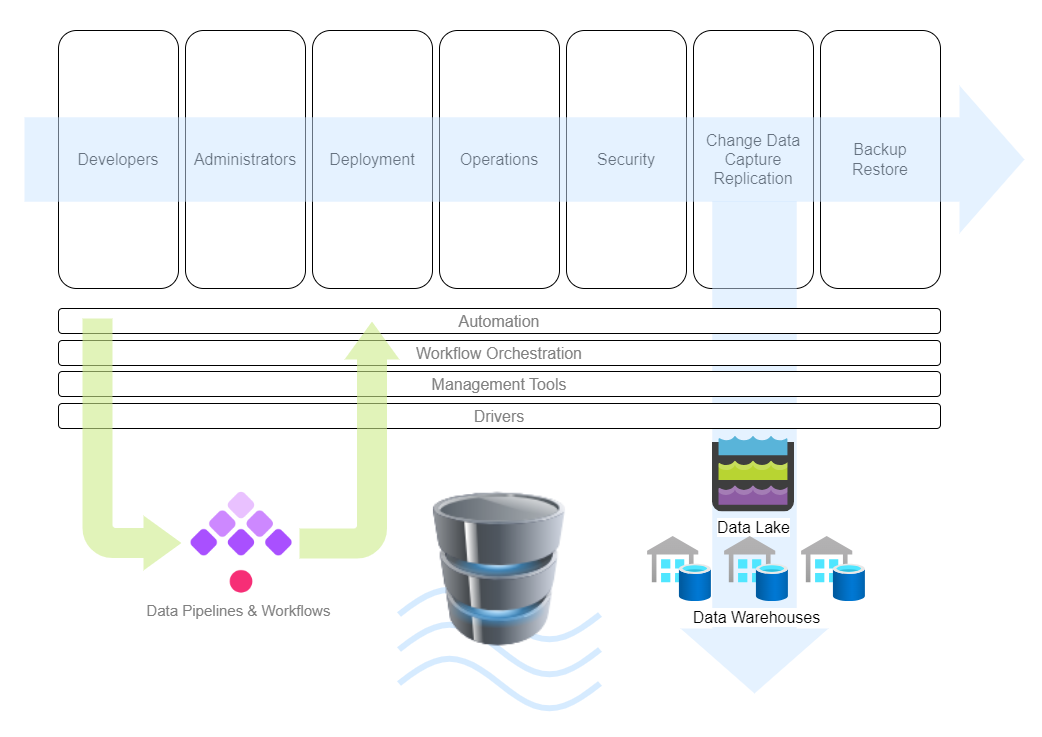 Developers
Administrators
Deployment
Operations
Security
Change Data
Capture
Replication
Backup
Restore
Automation
Workflow Orchestration
Management Tools
Drivers
Data Lake
Data Pipelines & Workflows
Data Warehouses